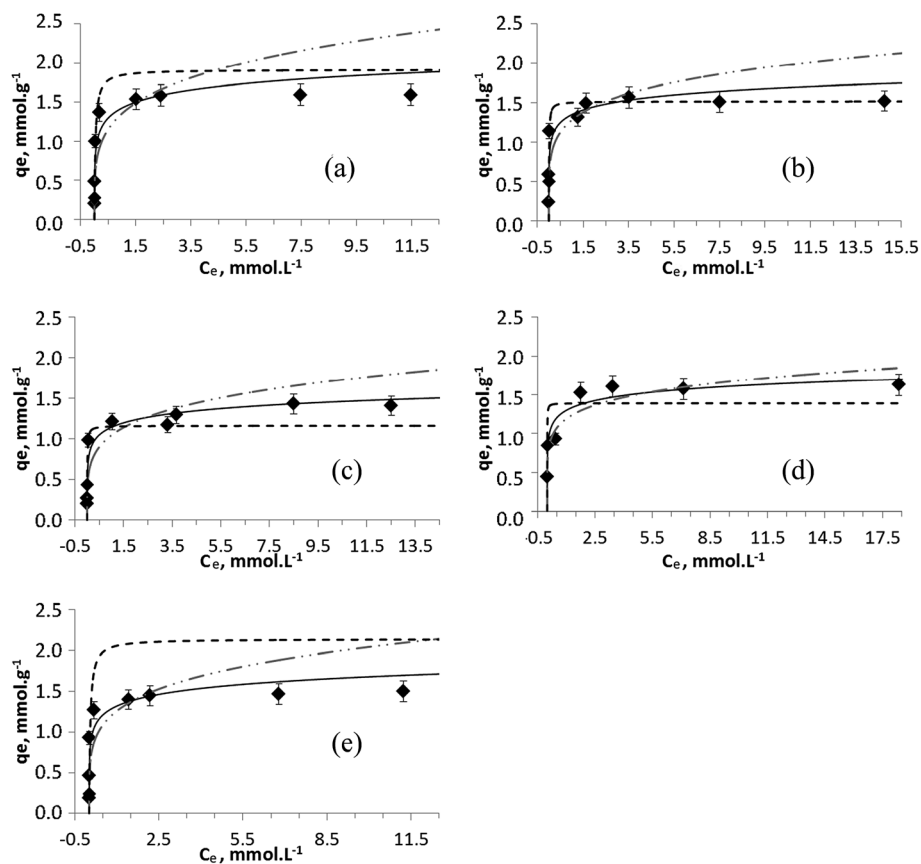 2.5
2.0
1.5
1.0
0.5
0.0
qe, mmol.g-1
(a)
-0.5 1.5 3.5 5.5 7.5 9.5 11.5
Ce, mmol.L-1
2.5
2.0
1.5
1.0
0.5
0.0
qe, mmol.g-1
(b)
-0.5 1.5 3.5 5.5 7.5 9.5 11.5 13.5 15.5
Ce, mmol.L-1
2.5
2.0
1.5
1.0
0.5
0.0
qe, mmol.g-1
(c)
-0.5 1.5 3.5 5.5 7.5 9.5 11.5 13.5
Ce, mmol.L-1
2.5
2.0
1.5
1.0
0.5
0.0
qe, mmol.g-1
(d)
-0.5 2.5 5.5 8.5 11.5 14.5 17.5
Ce, mmol.L-1
2.5
2.0
1.5
1.0
0.5
0.0
qe, mmol.g-1
(e)
-0.5 2.5 5.5 8.5 11.5
Ce, mmol.L-1